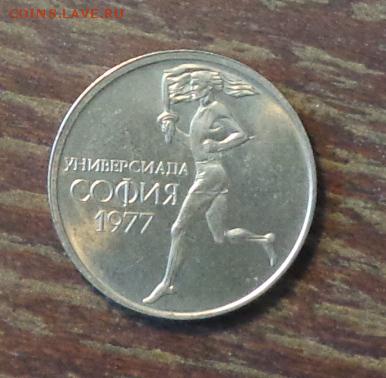 COINS.LAVE.RU
УНИВЕРСИАДА
СОФИЯ
1977